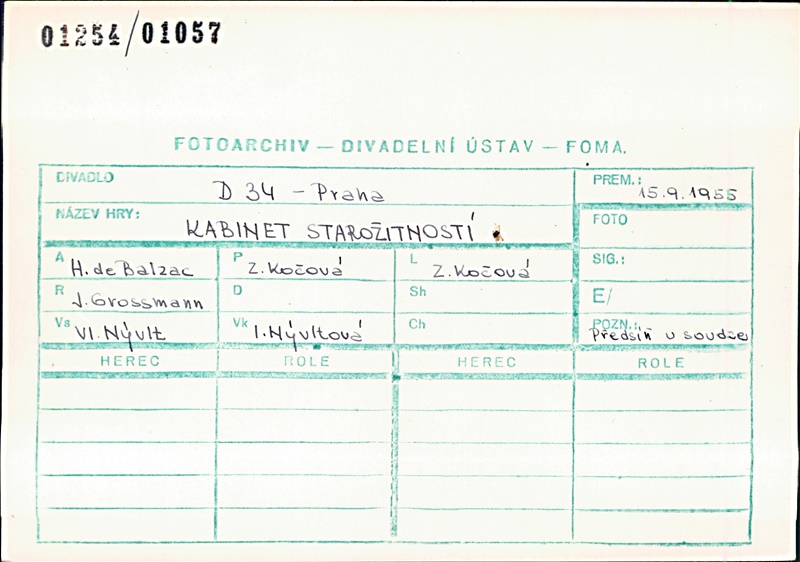 01254/01057
FOTOARCHIV — DIVADELNÍ ÚSTAV — FOMA.
DIVADLO D 34 - Praha
PREM.: 15.9.1955
NÁZEV HRY: KABINET STAROŽITNOSTÍ
FOTO
A H. de Balzac P Z. Kočová L Z. Kočová
SIG.:
R J. Grossmann D Sh
E/
Vs Vl. Nývlt Vk I. Nývltová Ch
POZN.: Předsíň u soudce
HEREC ROLE HEREC ROLE